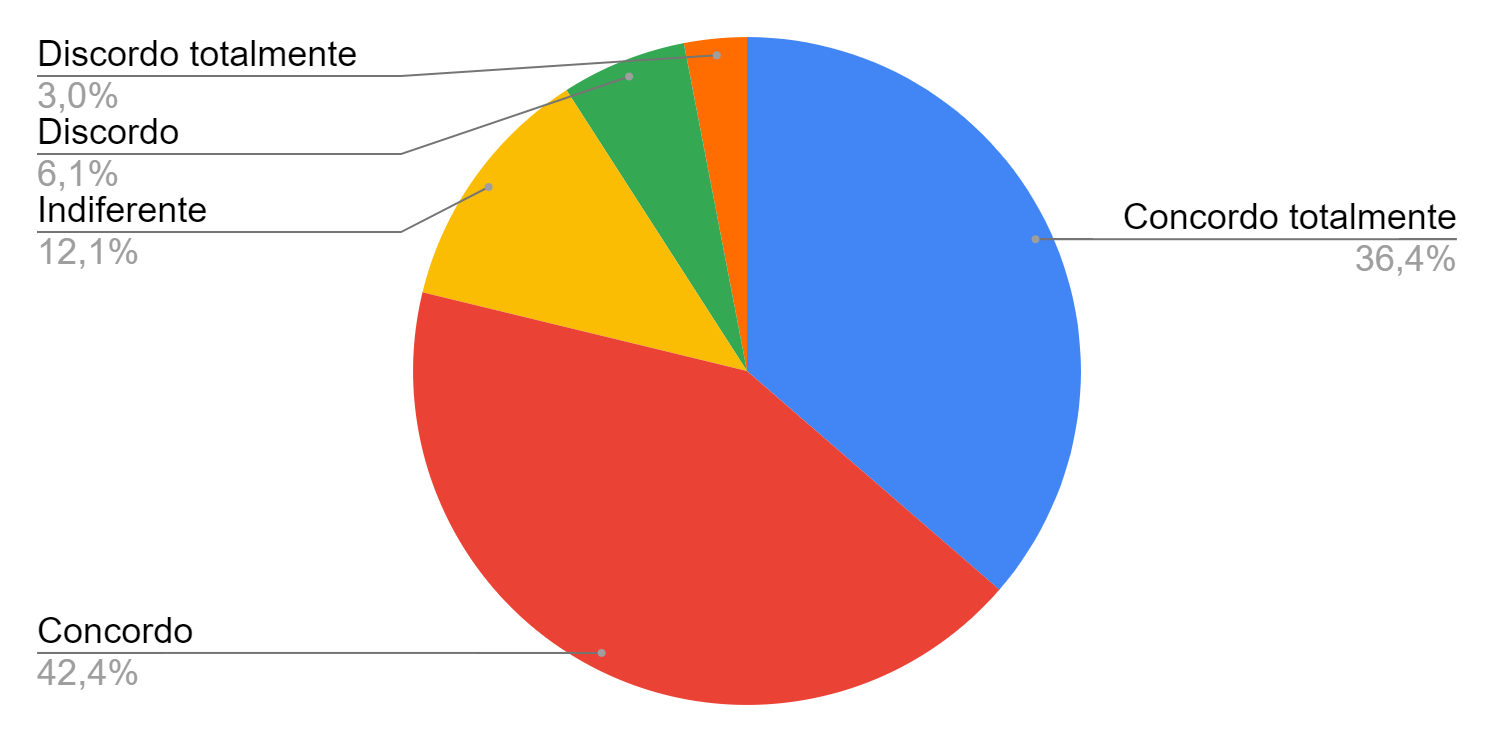 Discordo totalmente
3,0%
Discordo
6,1%
Indiferente
12,1%
Concordo totalmente
36,4%
Concordo
42,4%